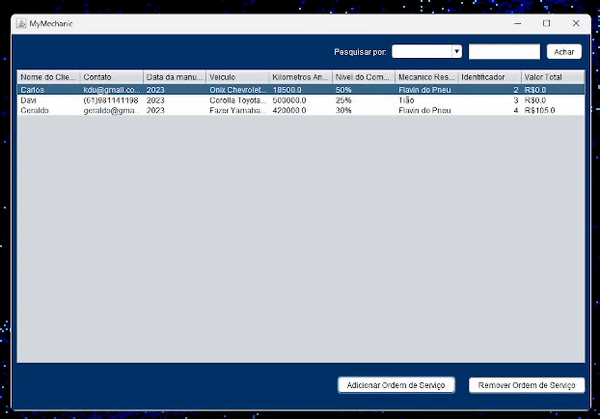 MyMechanic
Pesquisar por: Achar
Nome do Clie... Contato Data da manu... Veiculo Kilometros An... Nivel do Com... Mecanico Res... Identificador Valor Total
Carlos kdu@gmail.co... 2023 Onix Chevrolet... 18500.0 50% Flavin do Pneu 2 R$0.0
Davi (61)981141198 2023 Corolla Toyota... 500000.0 25% Tião 3 R$0.0
Geraldo geraldo@gma... 2023 Fazer Yamaha... 420000.0 30% Flavin do Pneu 4 R$105.0
Adicionar Ordem de Serviço Remover Ordem de Serviço